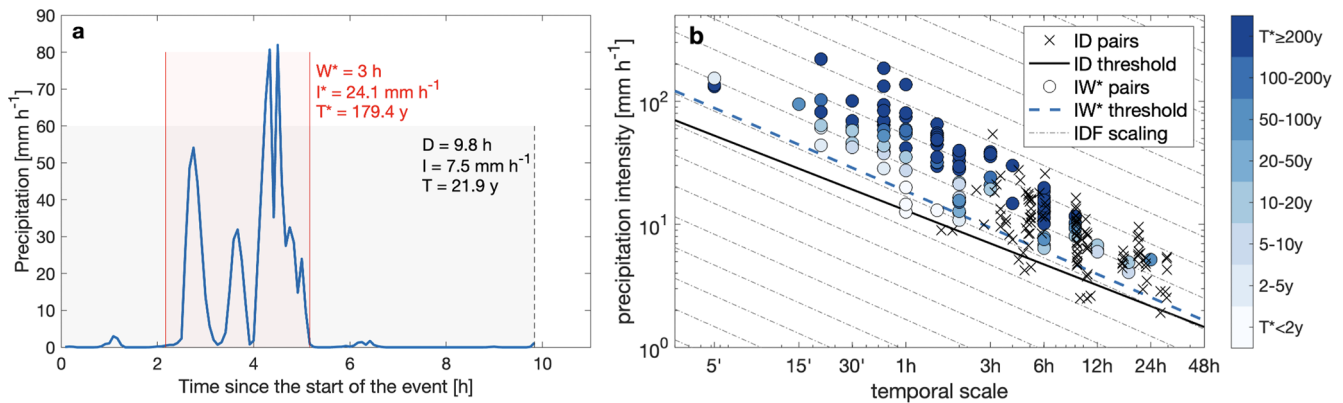 a
Precipitation [mm h⁻¹]
90
80
70
60
50
40
30
20
10
0
W* = 3 h
I* = 24.1 mm h⁻¹
T* = 179.4 y
D = 9.8 h
I = 7.5 mm h⁻¹
T = 21.9 y
0 2 4 6 8 10
Time since the start of the event [h]
b
precipitation intensity [mm h⁻¹]
10²
10¹
10⁰
ID pairs
ID threshold
IW* pairs
IW* threshold
IDF scaling
5' 15' 30' 1h 3h 6h 12h 24h 48h
temporal scale
T*≥200y
100-200y
50-100y
20-50y
10-20y
5-10y
2-5y
T*<2y